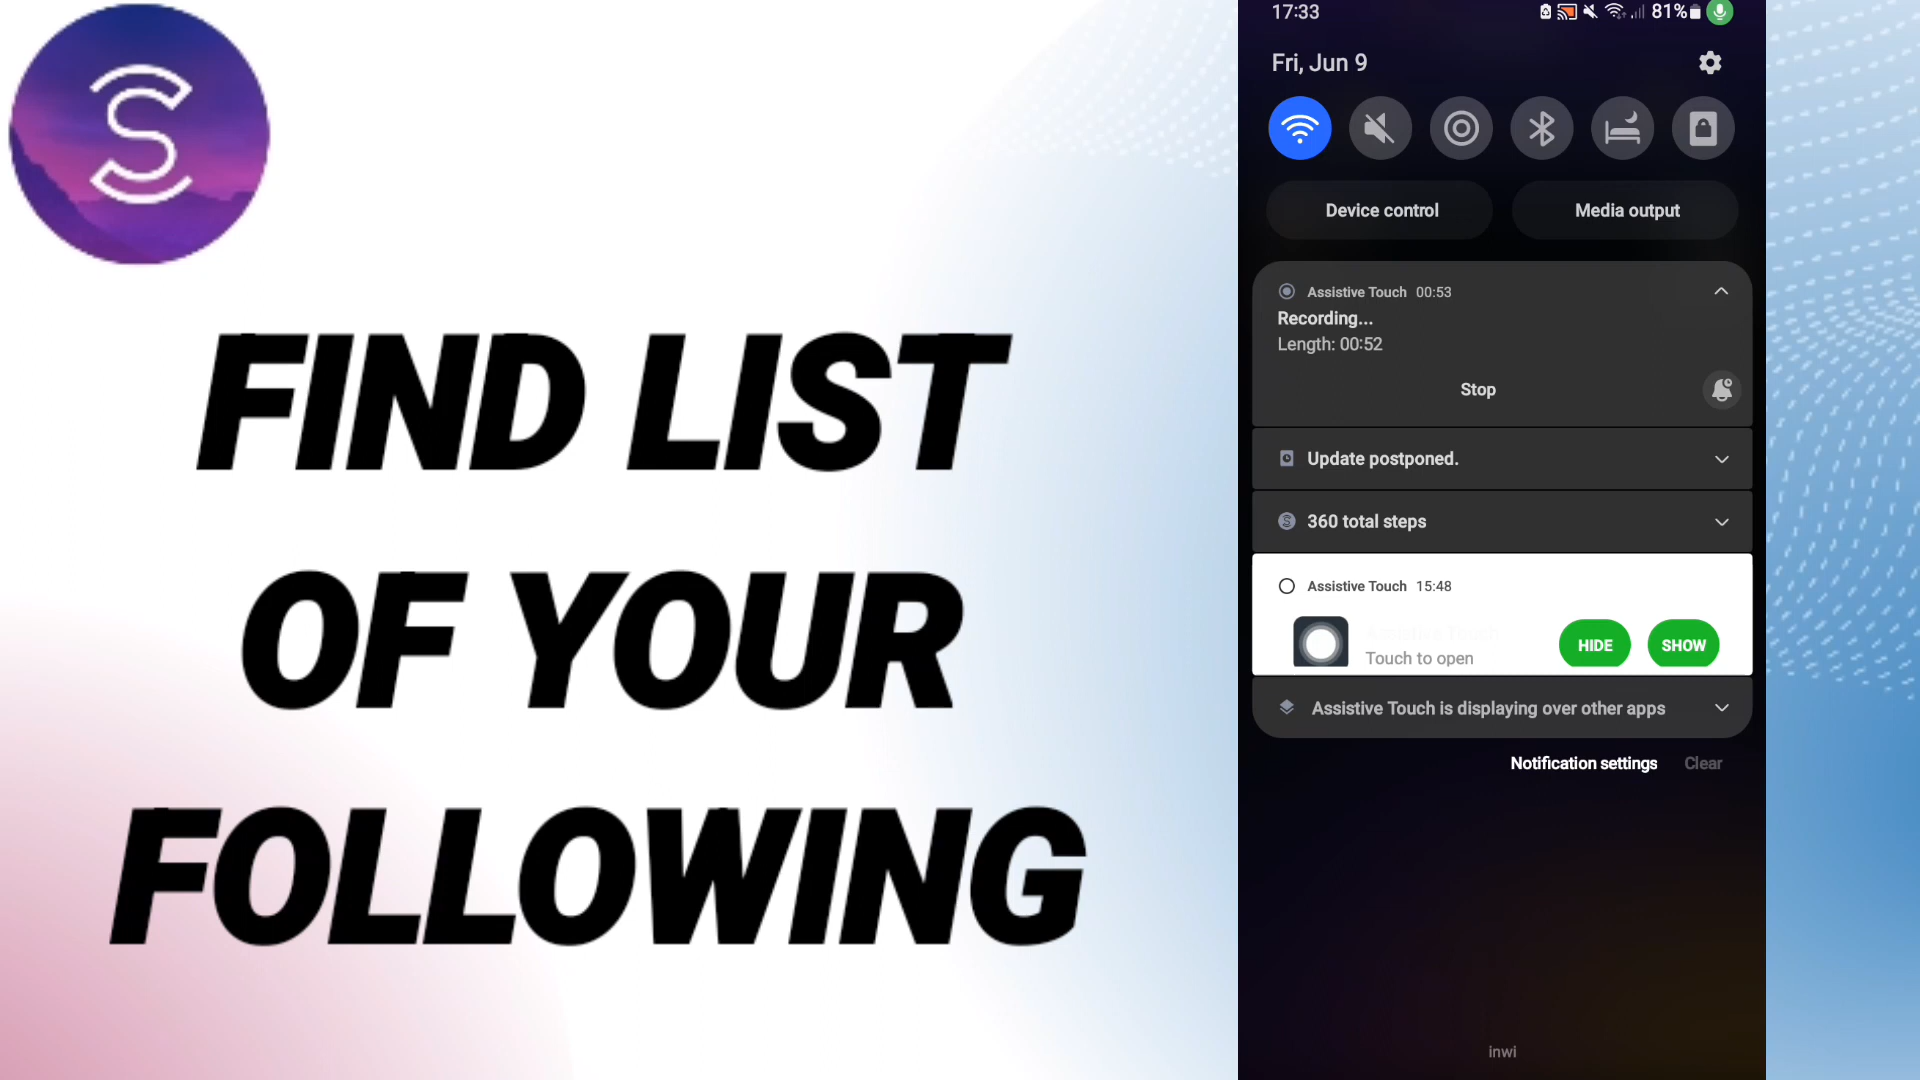 S
FIND LIST
OF YOUR
FOLLOWING
17:33
81%
Fri, Jun 9
Device control
Media output
Assistive Touch 00:53
Recording...
Length: 00:52
Stop
Update postponed.
360 total steps
Assistive Touch 15:48
Assistive Touch
Touch to open
HIDE
SHOW
Assistive Touch is displaying over other apps
Notification settings
Clear
inwi